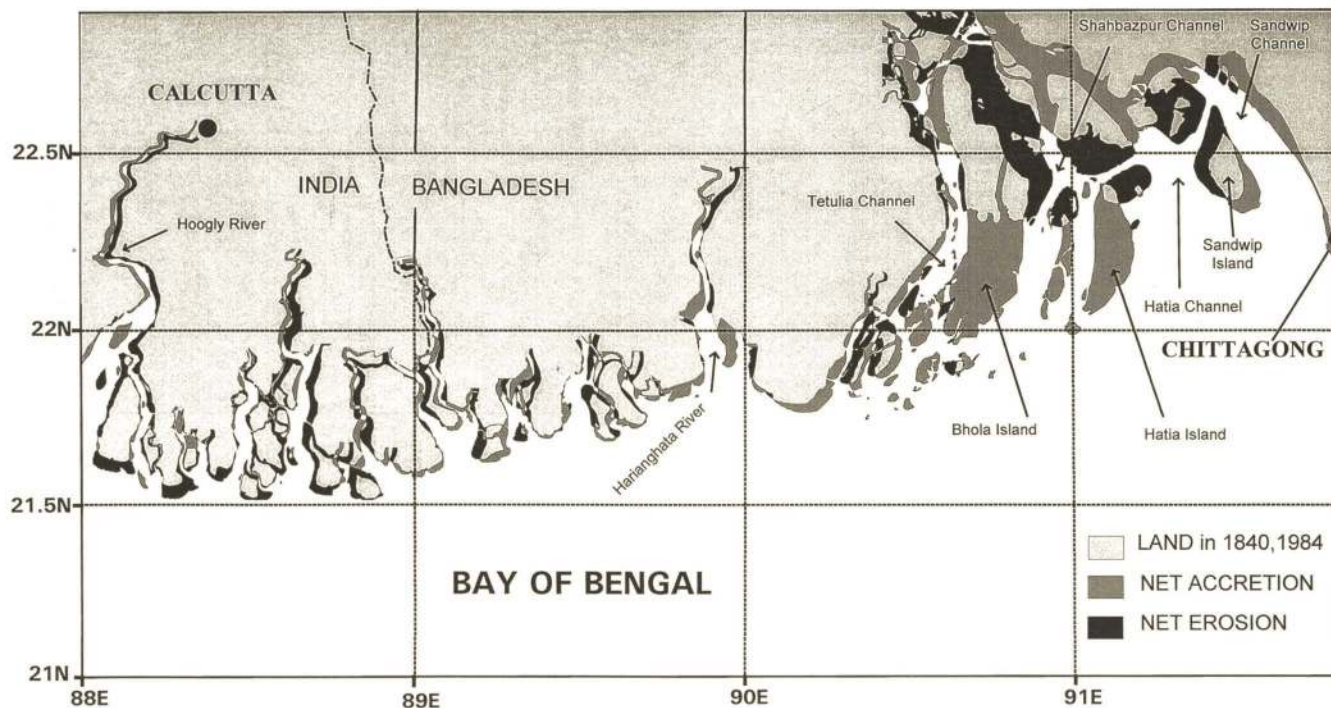 Shahbazpur Channel
Sandwip
Channel
CALCUTTA
22.5N
INDIA
BANGLADESH
Tetulia Channel
Hoogly River
Sandwip
Island
Hatia Channel
22N
CHITTAGONG
Harianghata River
Bhola Island
Hatia Island
21.5N
LAND in 1840,1984
BAY OF BENGAL
NET ACCRETION
NET EROSION
21N
88E
89E
90E
91E